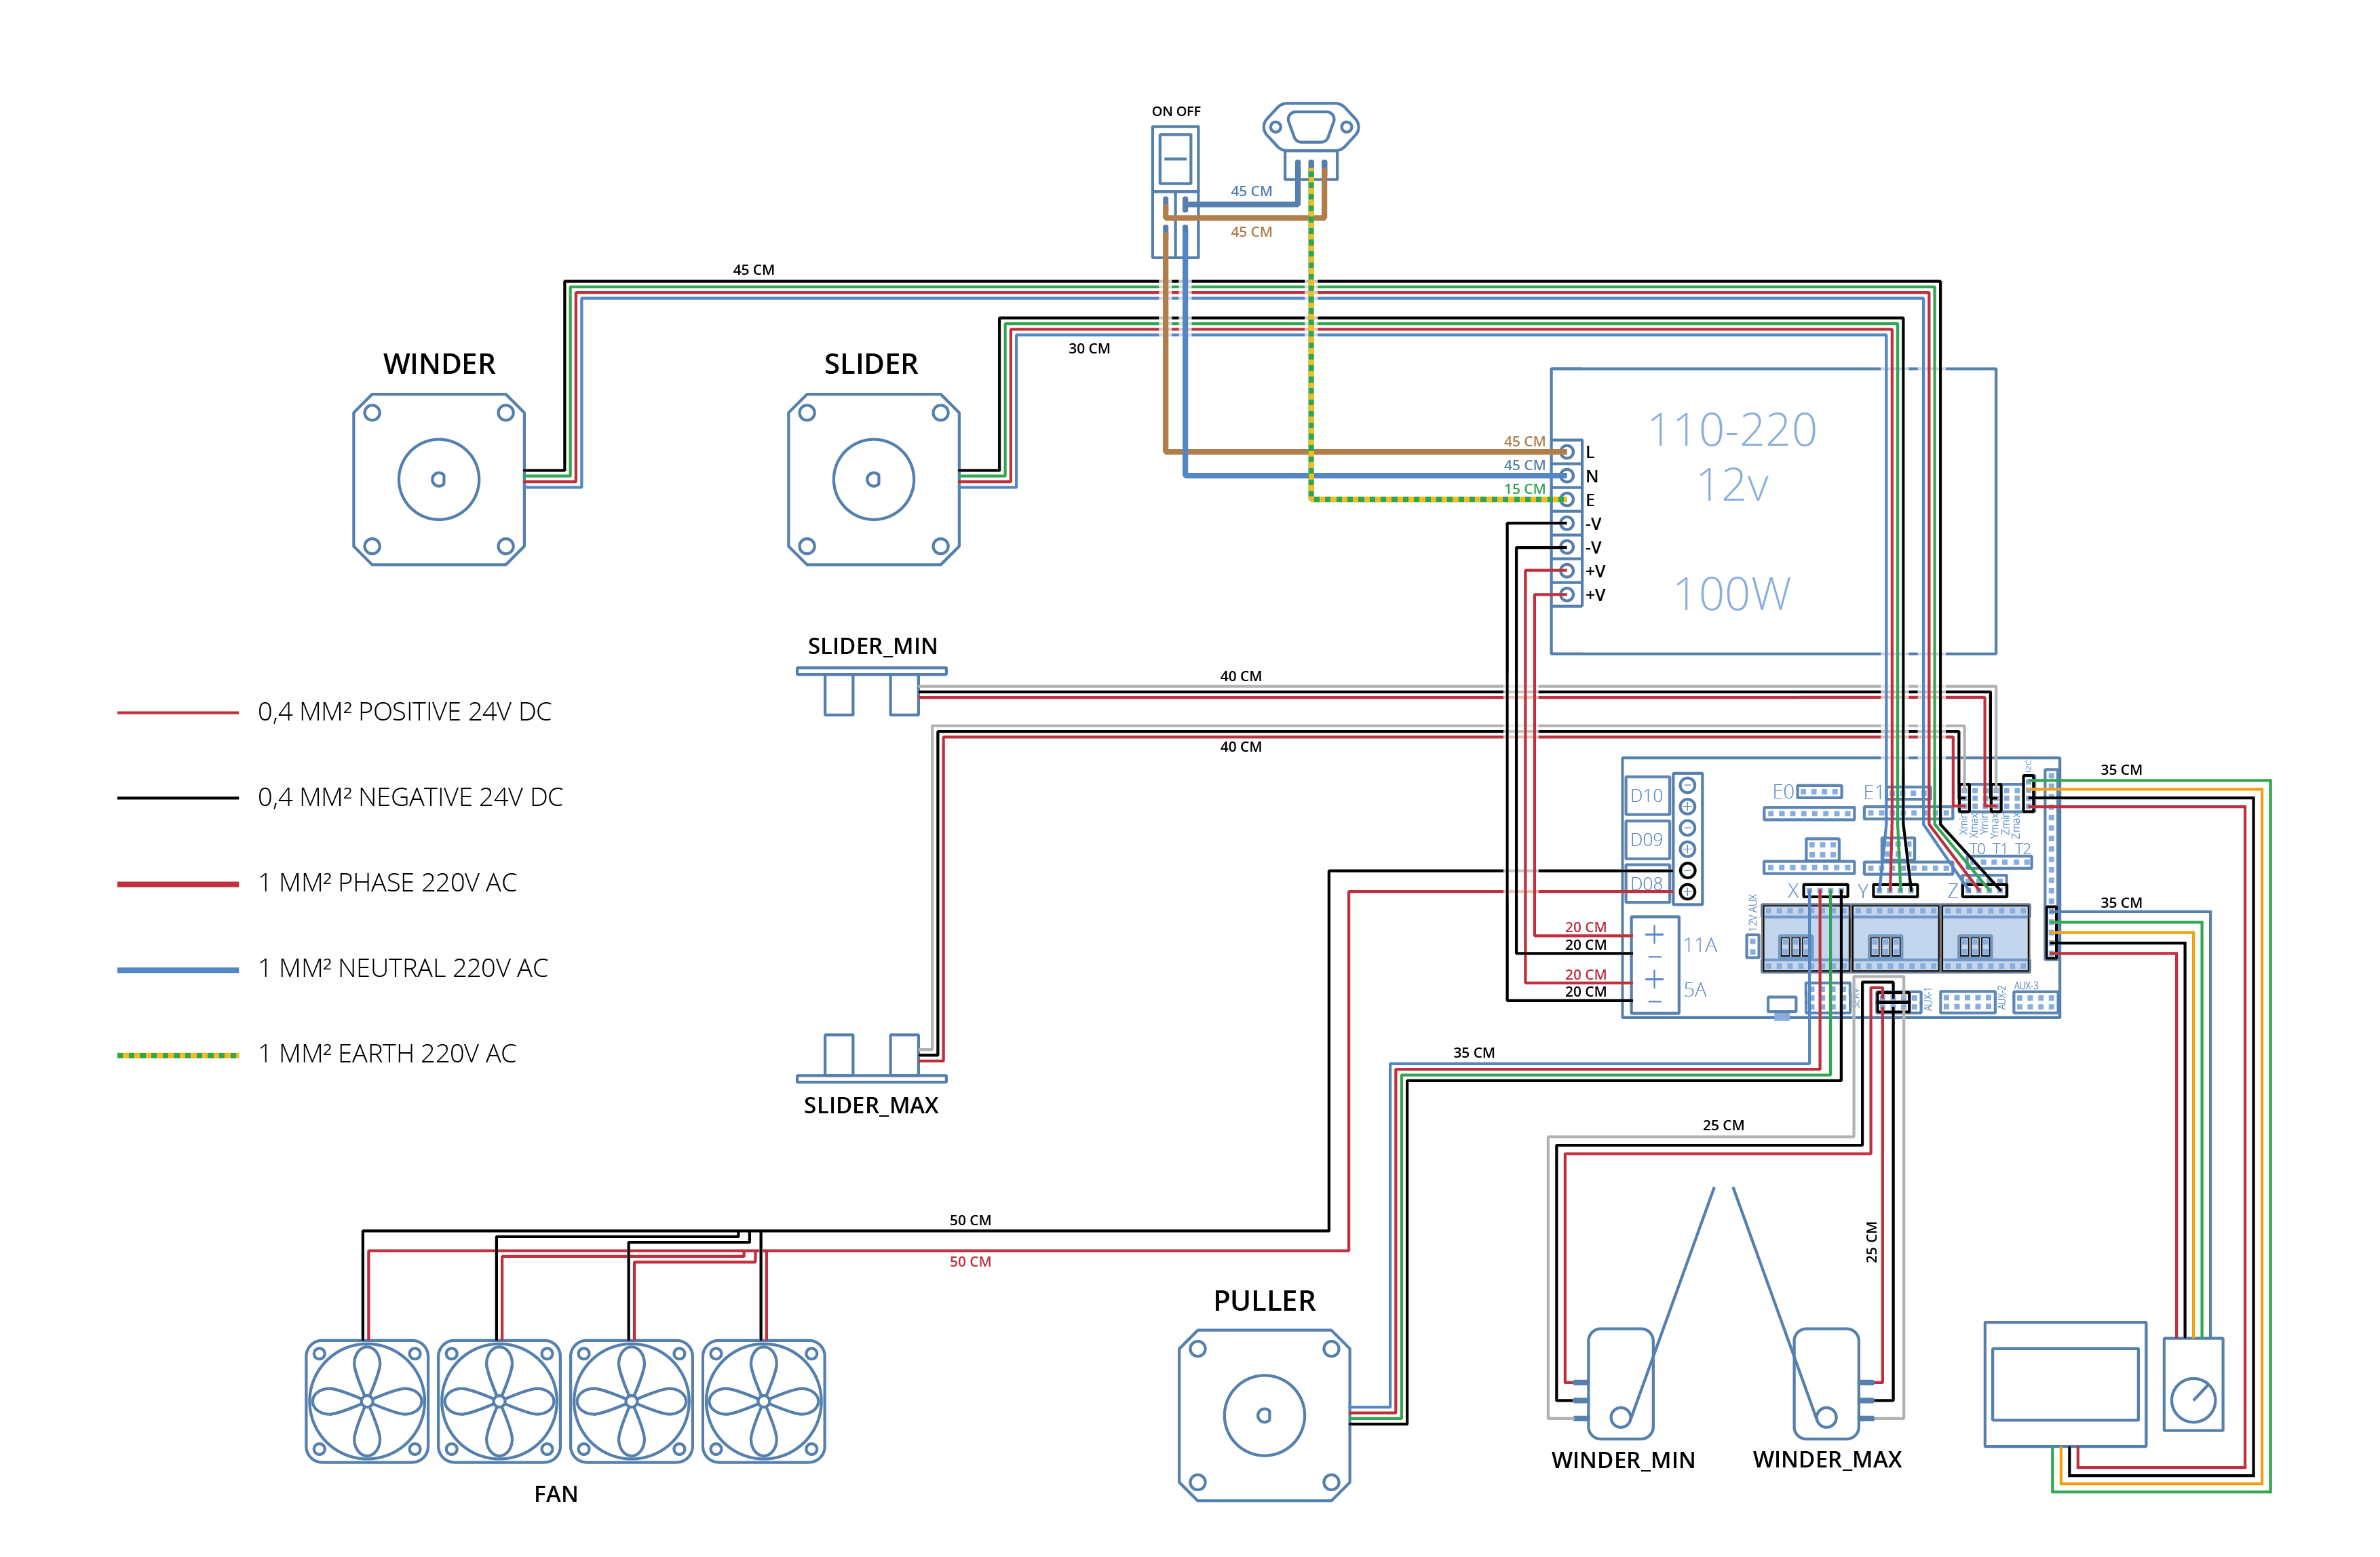 ON OFF
45 CM
45 CM
45 CM
30 CM
WINDER
SLIDER
110-220
12v
100W
45 CM
45 CM
15 CM
L
N
E
-V
-V
+V
+V
SLIDER_MIN
40 CM
40 CM
0,4 MM² POSITIVE 24V DC
0,4 MM² NEGATIVE 24V DC
1 MM² PHASE 220V AC
1 MM² NEUTRAL 220V AC
1 MM² EARTH 220V AC
SLIDER_MAX
D10
D09
D08
E0
E1
I2C
Xmin
Xmax
Ymin
Ymax
Zmin
Zmax
T0 T1 T2
X
Y
Z
12V AUX
20 CM
20 CM
20 CM
20 CM
11A
5A
AUX-1
AUX-2
AUX-3
35 CM
35 CM
35 CM
25 CM
25 CM
50 CM
50 CM
PULLER
FAN
WINDER_MIN
WINDER_MAX